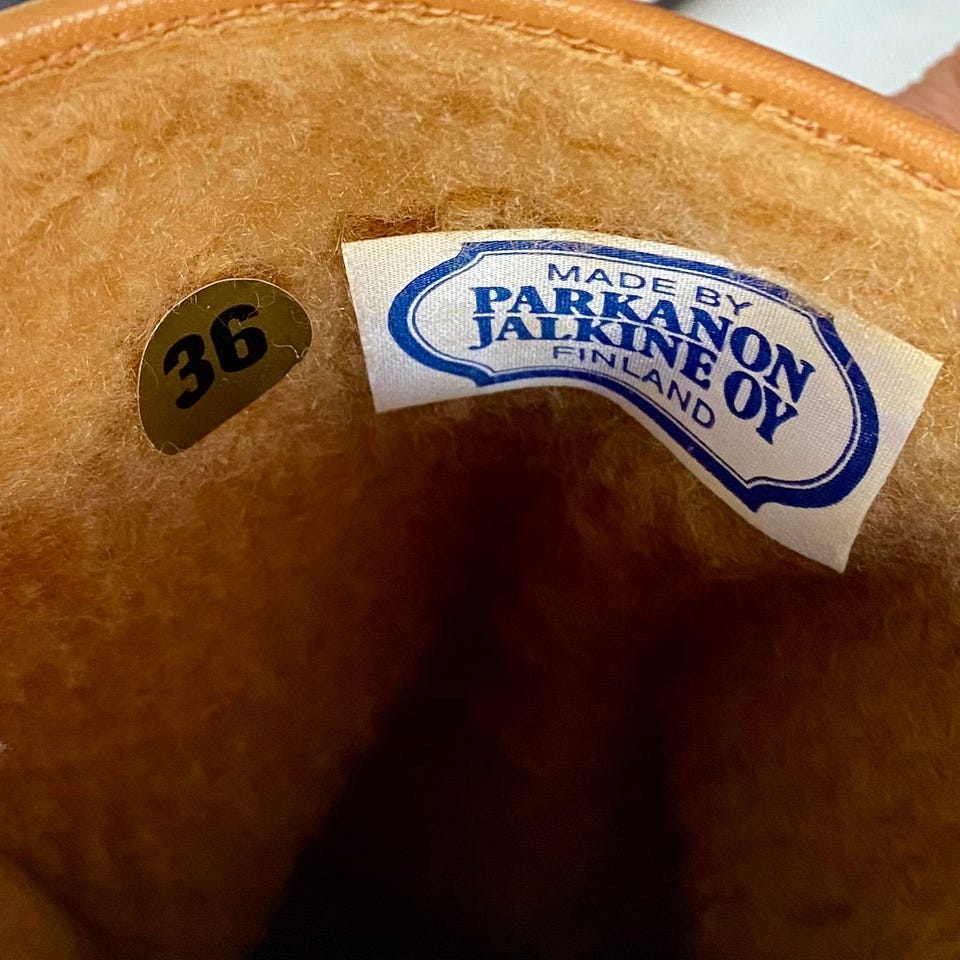 36
MADE BY
PARKANON
JALKINE OY
FINLAND